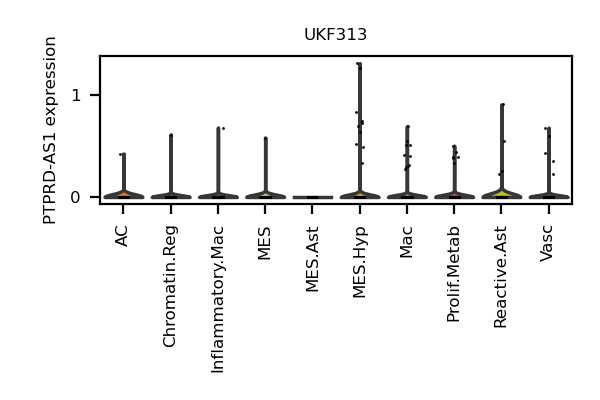 UKF313
PTPRD-AS1 expression
1
0
AC
Chromatin.Reg
Inflammatory.Mac
MES
MES.Ast
MES.Hyp
Mac
Prolif.Metab
Reactive.Ast
Vasc